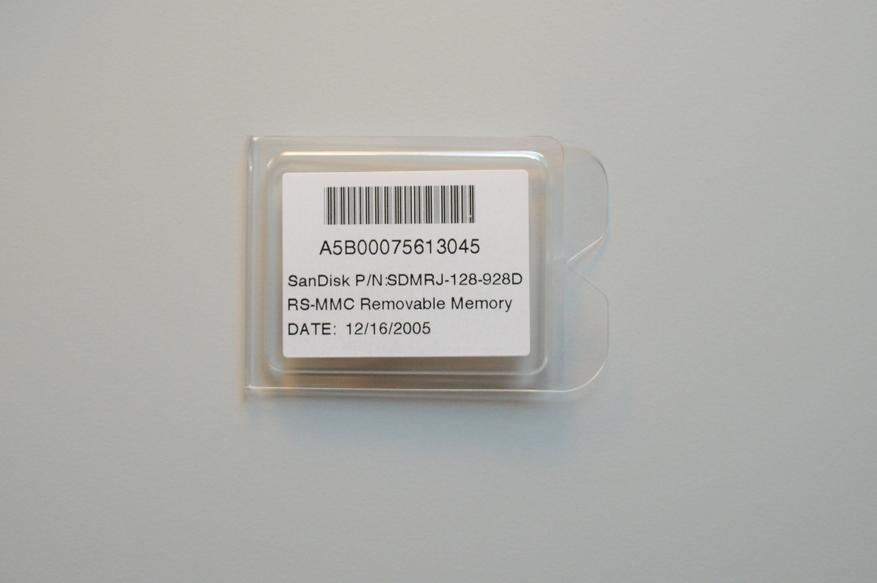 A5B00075613045
SanDisk P/N:SDMRJ-128-928D
RS-MMC Removable Memory
DATE: 12/16/2005